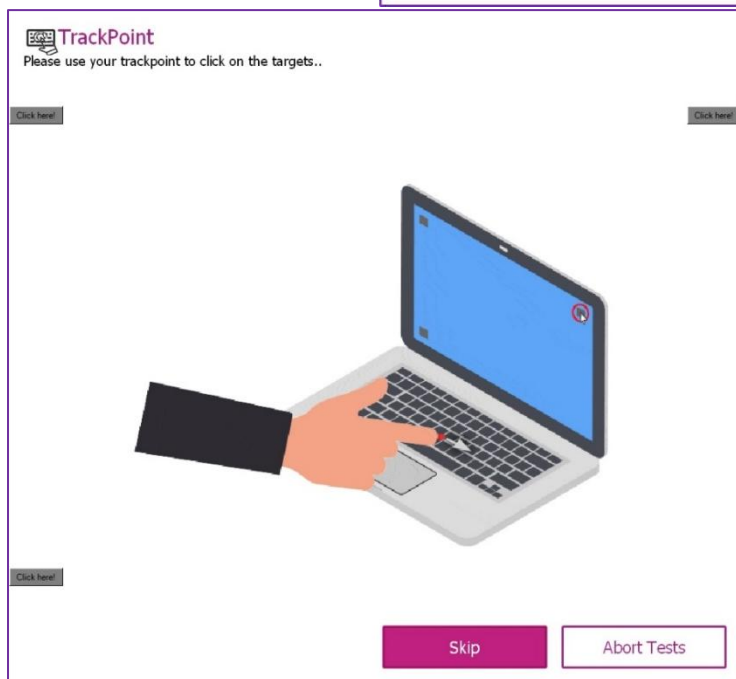 TrackPoint
Please use your trackpoint to click on the targets..
Click here!
Click here!
Click here!
Skip
Abort Tests